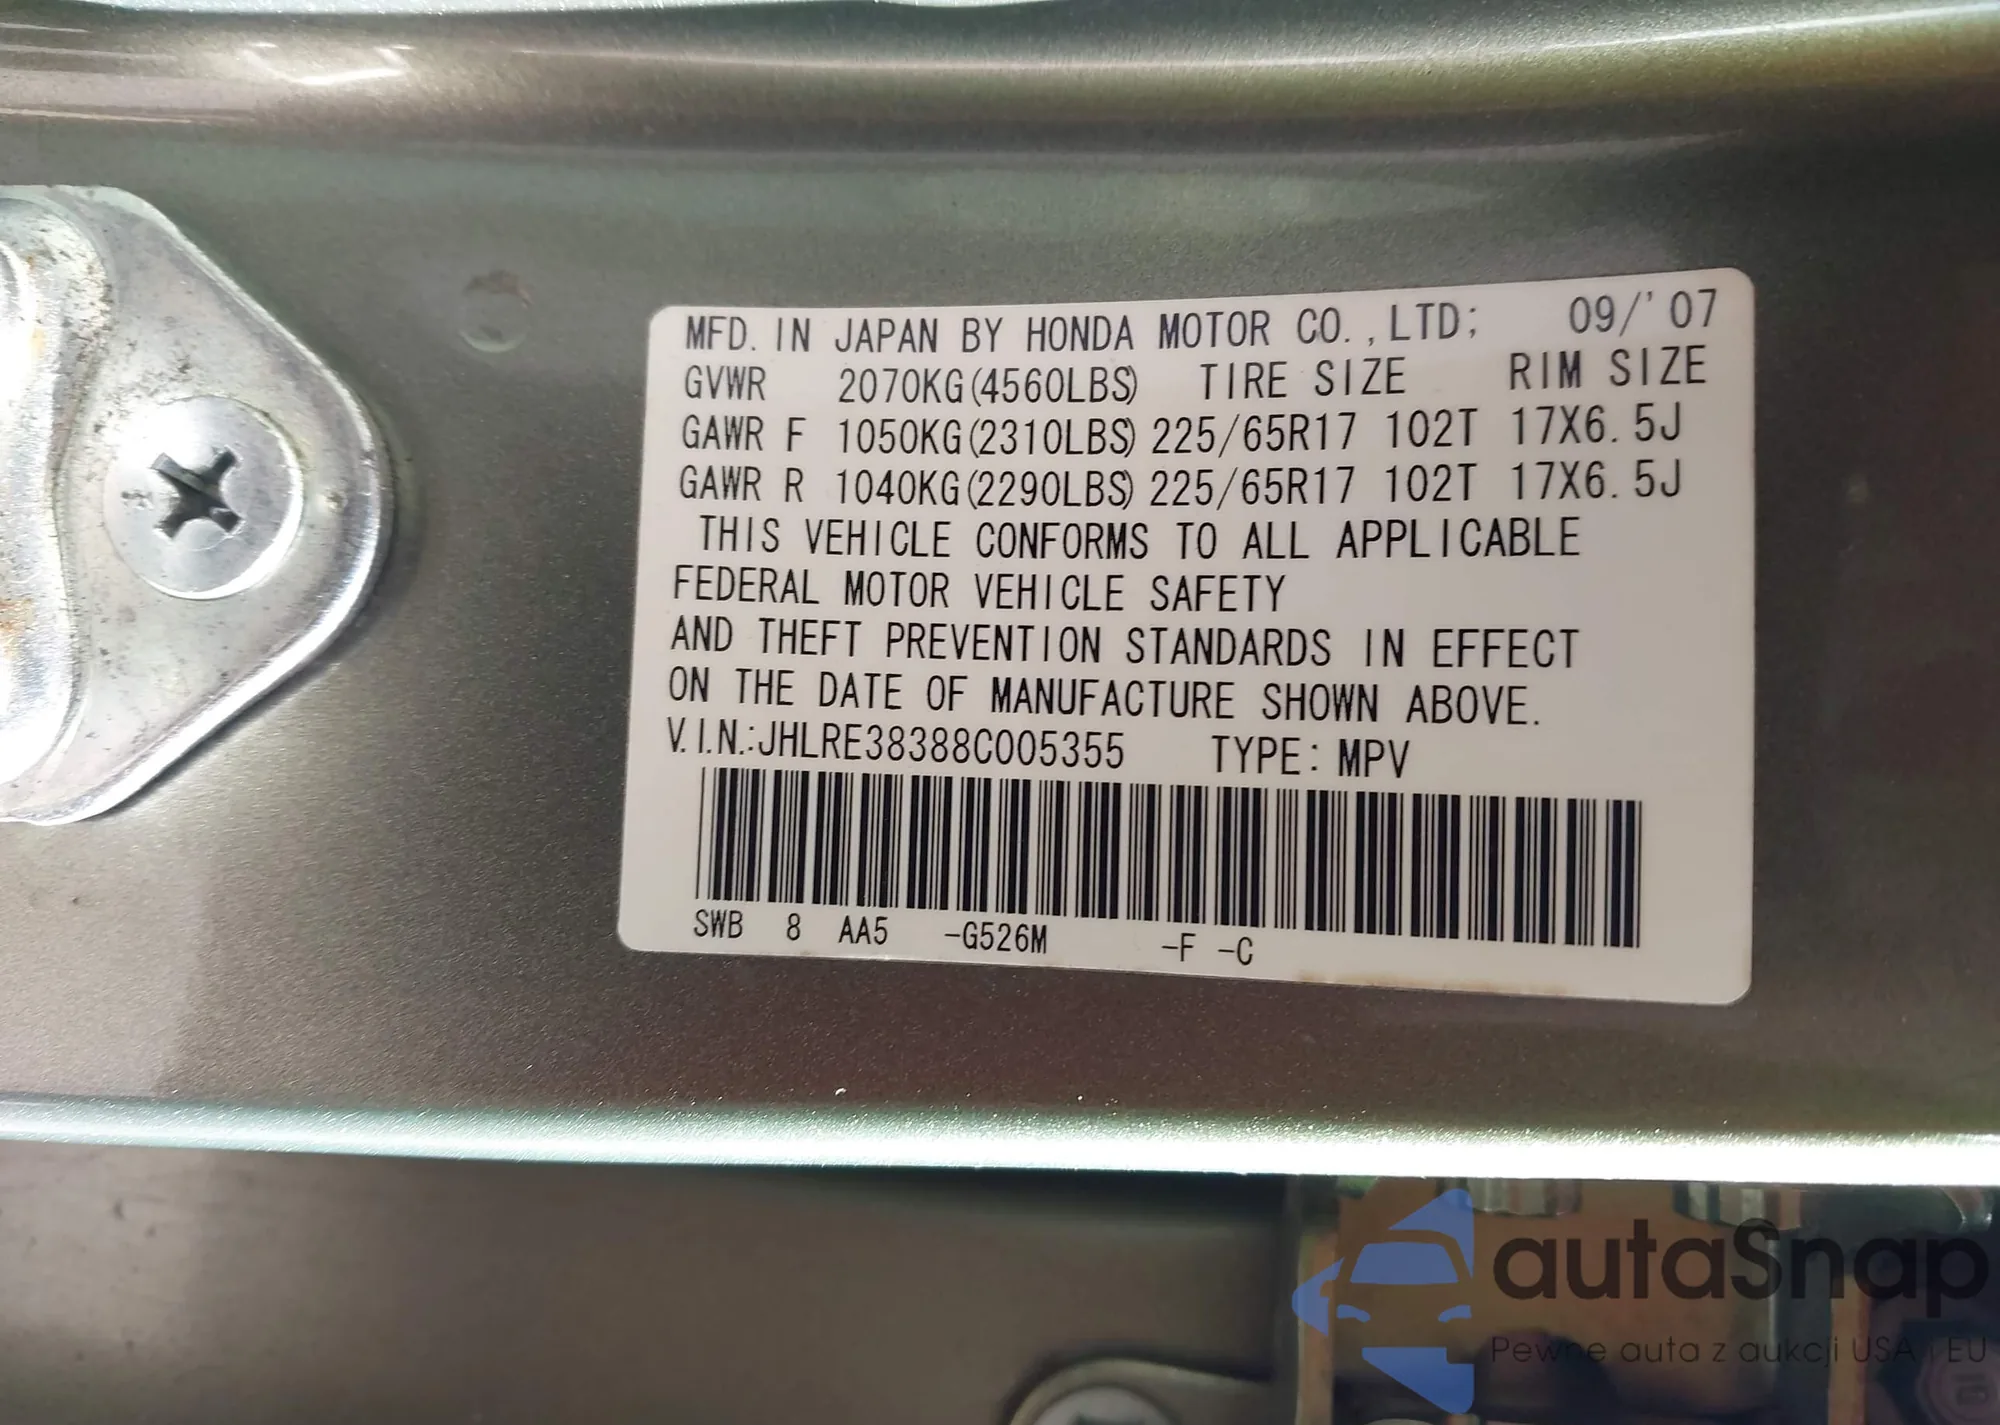 MFD. IN JAPAN BY HONDA MOTOR CO.,LTD; 09/'07
GVWR 2070KG(4560LBS) TIRE SIZE RIM SIZE
GAWR F 1050KG(2310LBS) 225/65R17 102T 17X6.5J
GAWR R 1040KG(2290LBS) 225/65R17 102T 17X6.5J
THIS VEHICLE CONFORMS TO ALL APPLICABLE
FEDERAL MOTOR VEHICLE SAFETY
AND THEFT PREVENTION STANDARDS IN EFFECT
ON THE DATE OF MANUFACTURE SHOWN ABOVE.
V.I.N.:JHLRE38388C005355 TYPE: MPV
SWB 8 AA5 -G526M -F -C
autaSnap
Pewne auta z aukcji USA i EU